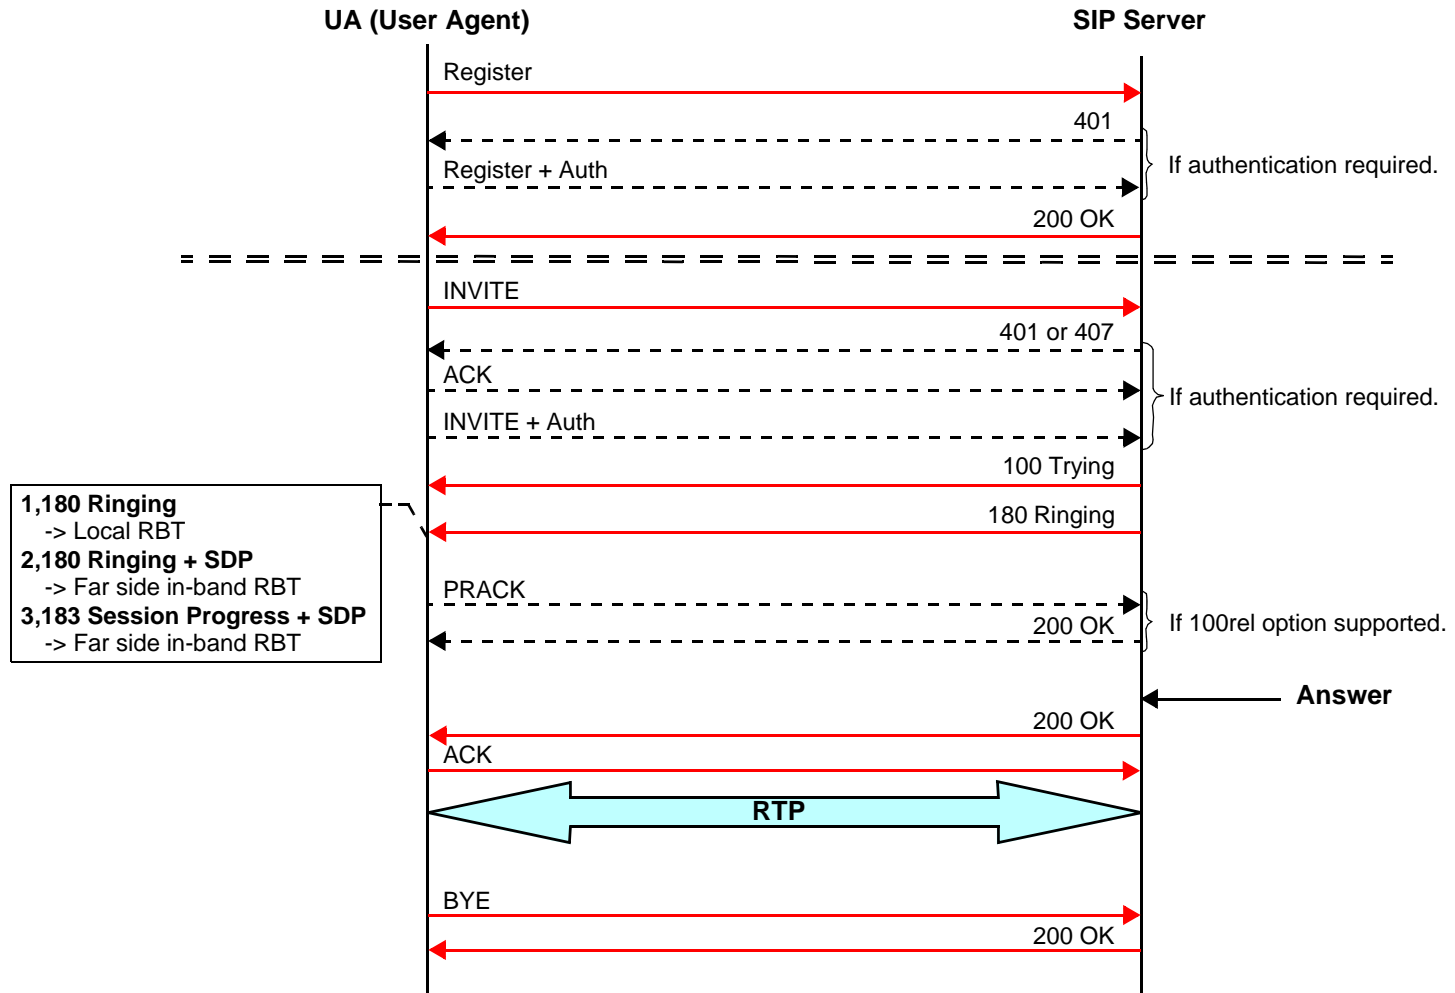 UA (User Agent)
SIP Server
Register
401
If authentication required.
Register + Auth
200 OK
INVITE
401 or 407
ACK
If authentication required.
INVITE + Auth
100 Trying
1,180 Ringing
-> Local RBT
2,180 Ringing + SDP
-> Far side in-band RBT
3,183 Session Progress + SDP
-> Far side in-band RBT
180 Ringing
PRACK
200 OK
If 100rel option supported.
Answer
200 OK
ACK
RTP
BYE
200 OK